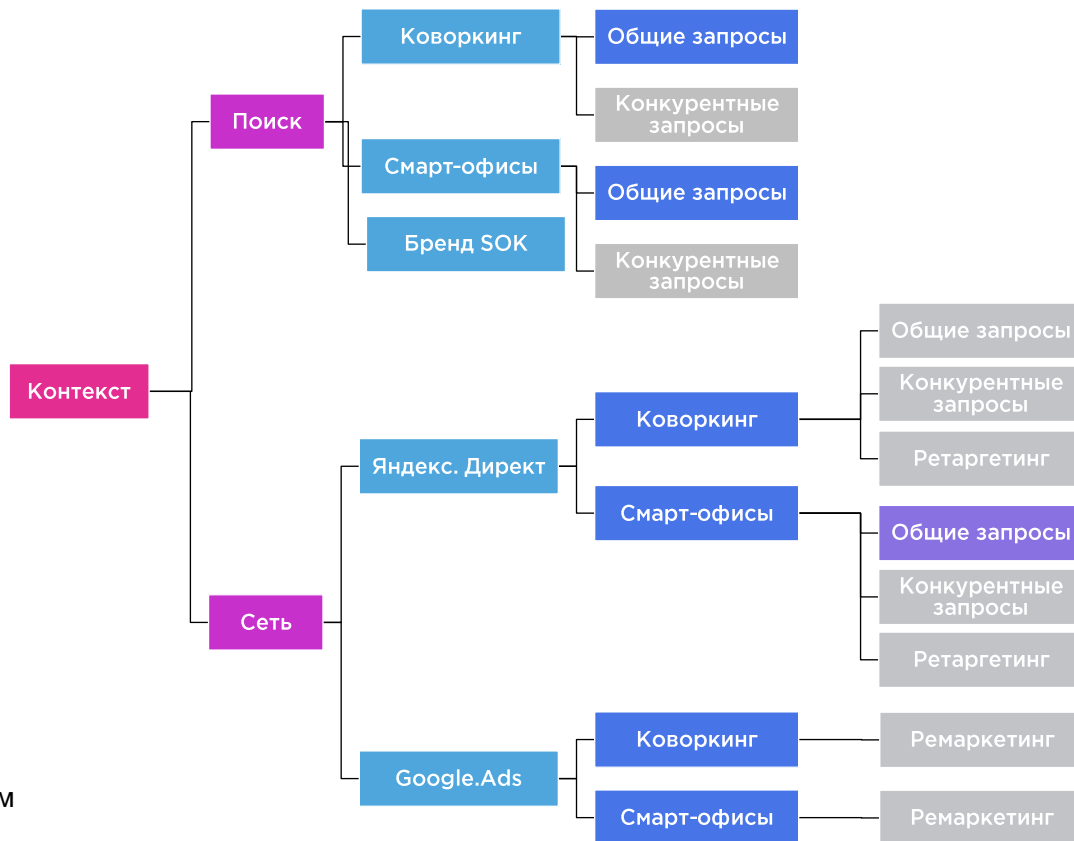 Коворкинг
Общие запросы
Конкурентные
запросы
Поиск
Смарт-офисы
Общие запросы
Бренд SOK
Конкурентные
запросы
Контекст
Общие запросы
Конкурентные
запросы
Коворкинг
Ретаргетинг
Яндекс. Директ
Смарт-офисы
Общие запросы
Конкурентные
запросы
Сеть
Ретаргетинг
Коворкинг
Ремаркетинг
Google.Ads
Смарт-офисы
Ремаркетинг
м